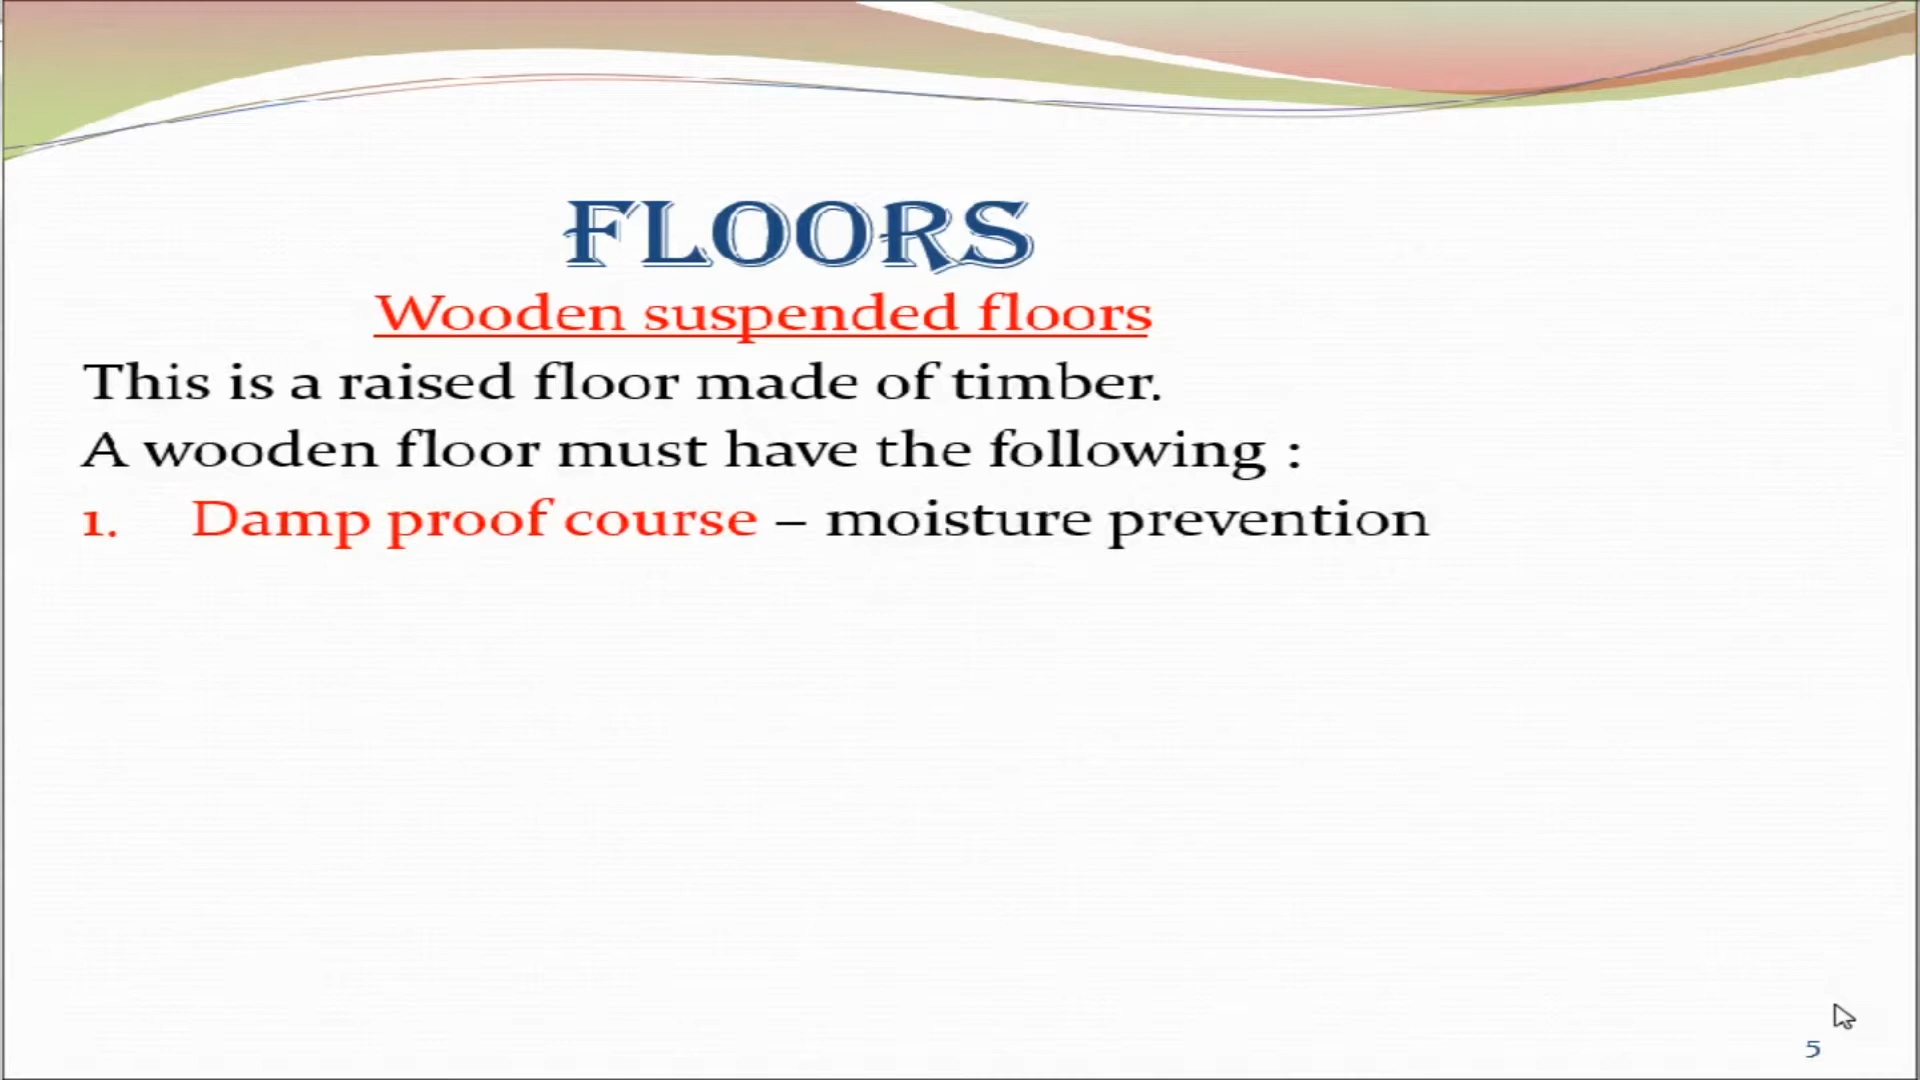 FLOORS
Wooden suspended floors
This is a raised floor made of timber.
A wooden floor must have the following :
1. Damp proof course – moisture prevention
5